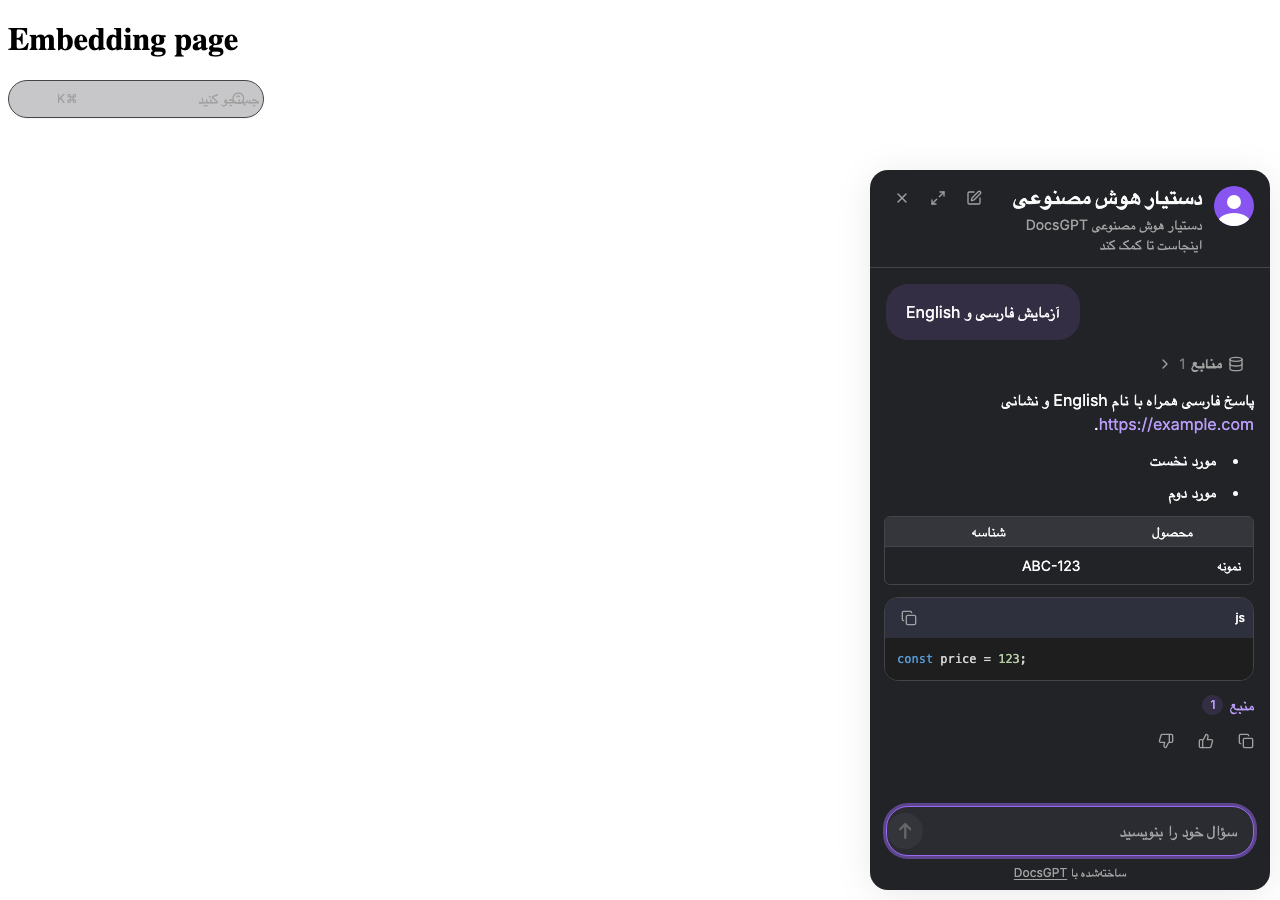 Embedding page
جستجو کنید
⌘K
دستیار هوش مصنوعی
دستیار هوش مصنوعی DocsGPT
اینجاست تا کمک کند
آزمایش فارسی و English
منابع 1
پاسخ فارسی همراه با نام English و نشانی
https://example.com.
• مورد نخست
• مورد دوم
محصول شناسه
نمونه ABC-123
js
const price = 123;
منبع 1
سؤال خود را بنویسید
ساخته‌شده با DocsGPT